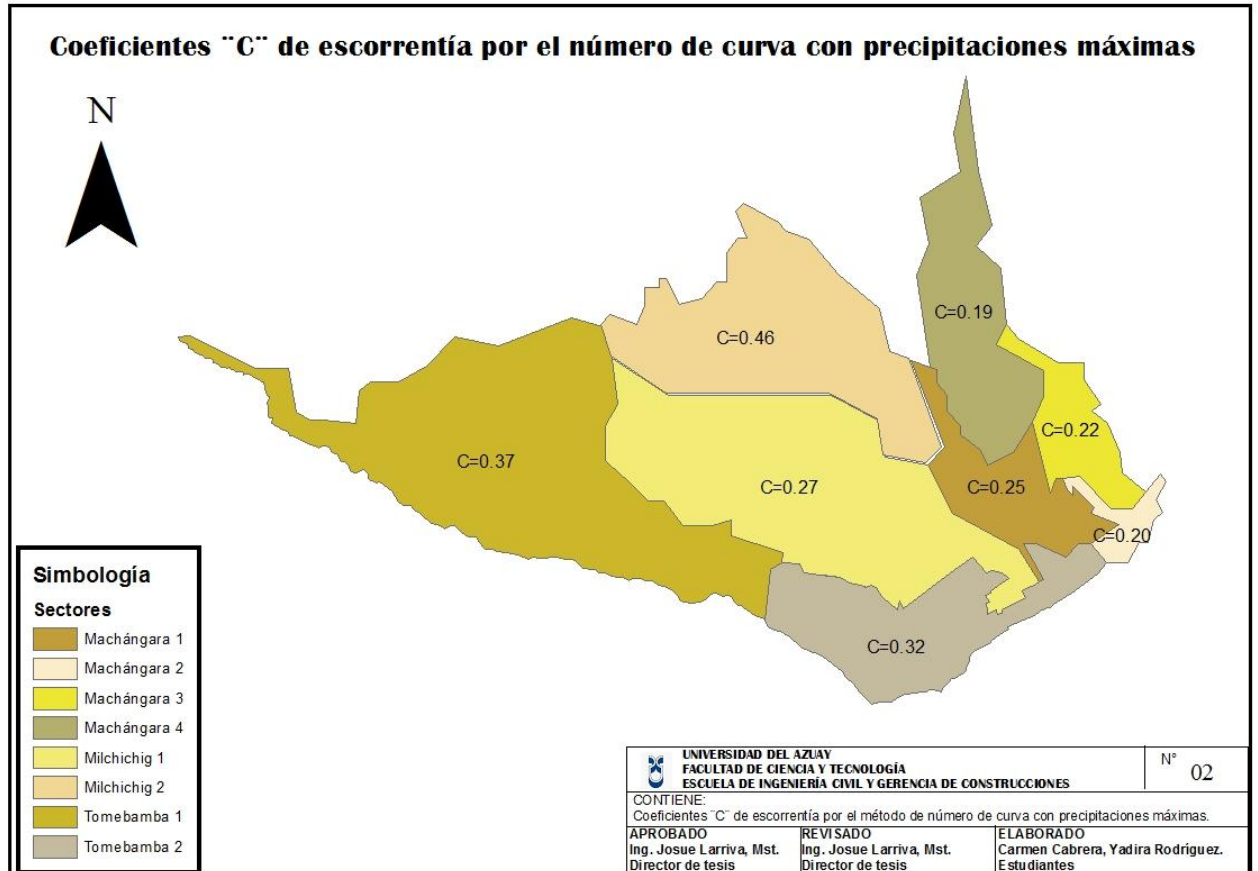 Coeficientes ¨C¨ de escorrentía por el número de curva con precipitaciones máximas
N
C=0.19
C=0.46
C=0.22
C=0.37
C=0.27
C=0.25
C=0.20
C=0.32
Simbología
Sectores
Machángara 1
Machángara 2
Machángara 3
Machángara 4
Milchichig 1
Milchichig 2
Tomebamba 1
Tomebamba 2
UNIVERSIDAD DEL AZUAY
FACULTAD DE CIENCIA Y TECNOLOGÍA
ESCUELA DE INGENIERÍA CIVIL Y GERENCIA DE CONSTRUCCIONES
N°
02
CONTIENE:
Coeficientes ¨C¨ de escorrentía por el método de número de curva con precipitaciones máximas.
APROBADO
Ing. Josue Larriva, Mst.
Director de tesis
REVISADO
Ing. Josue Larriva, Mst.
Director de tesis
ELABORADO
Carmen Cabrera, Yadira Rodríguez.
Estudiantes